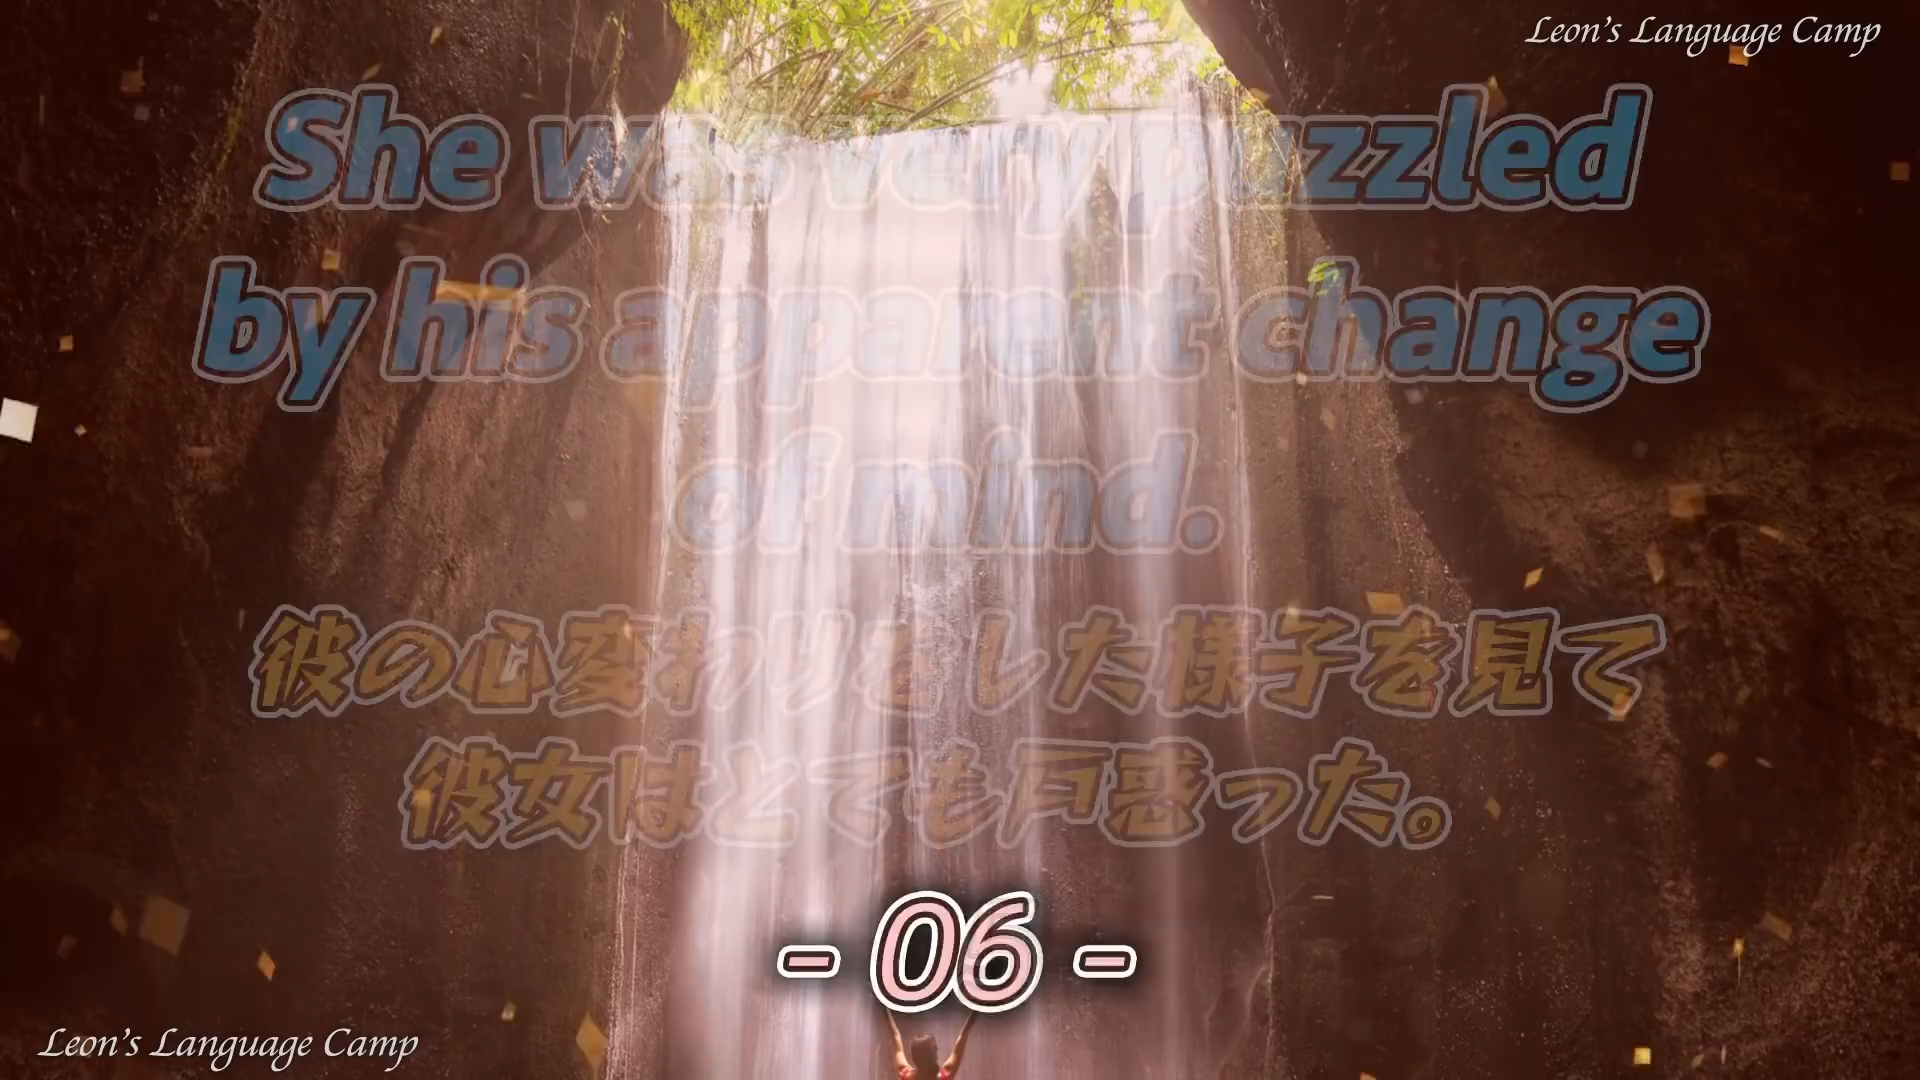 Leon's Language Camp
She was very puzzled
by his apparent change
of mind.
彼の心変わりをした様子を見て
彼女はとても戸惑った。
- 06 -
Leon's Language Camp